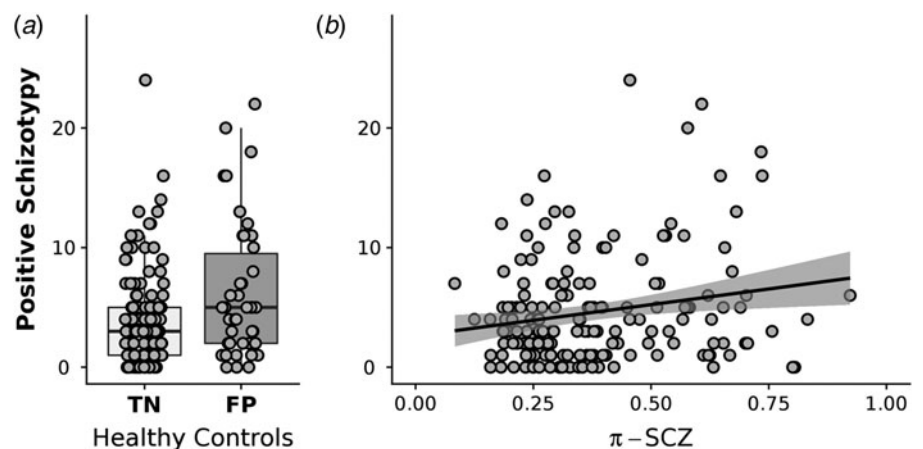 (a)
(b)
Positive Schizotypy
20
10
0
TN FP
Healthy Controls
20
10
0
0.00 0.25 0.50 0.75 1.00
π – SCZ